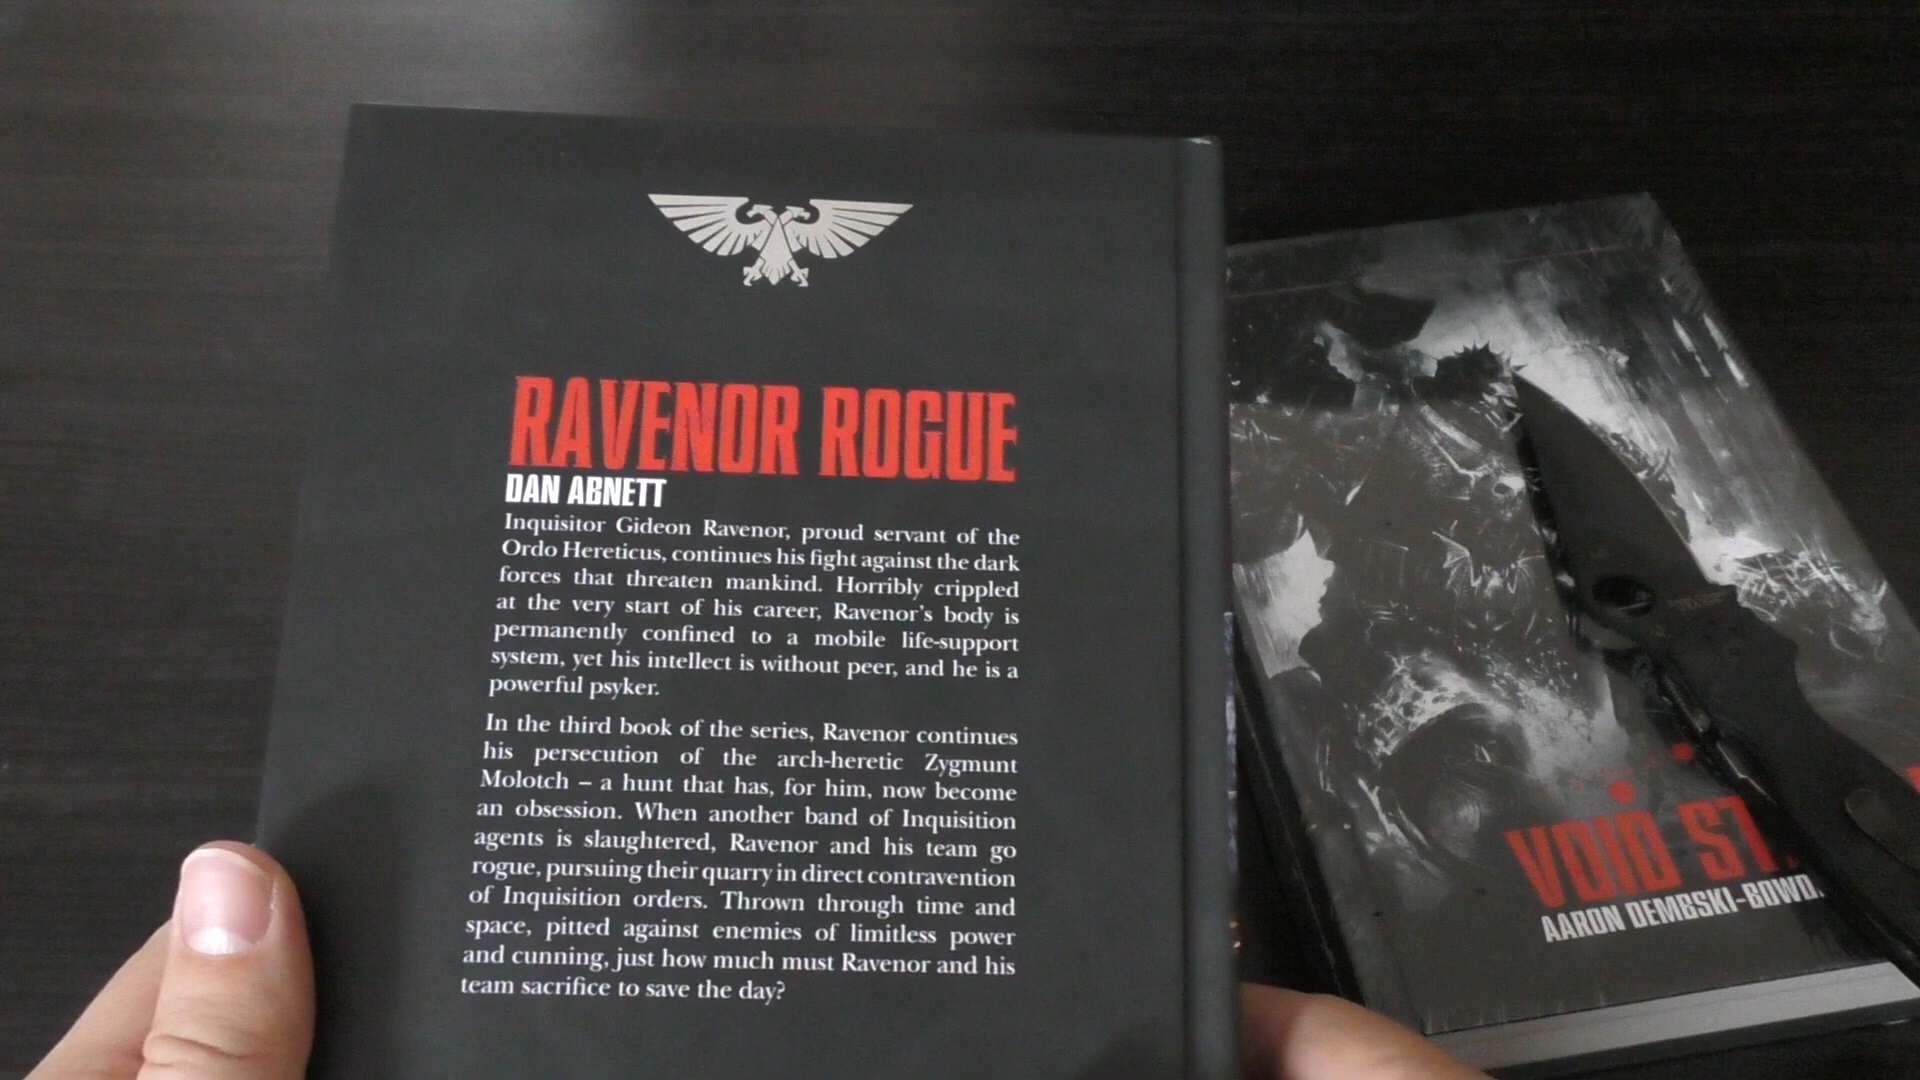 RAVENOR ROGUE
DAN ABNETT
Inquisitor Gideon Ravenor, proud servant of the
Ordo Hereticus, continues his fight against the dark
forces that threaten mankind. Horribly crippled
at the very start of his career, Ravenor's body is
permanently confined to a mobile life-support
system, yet his intellect is without peer, and he is a
powerful psyker.
In the third book of the series, Ravenor continues
his persecution of the arch-heretic Zygmunt
Molotch – a hunt that has, for him, now become
an obsession. When another band of Inquisition
agents is slaughtered, Ravenor and his team go
rogue, pursuing their quarry in direct contravention
of Inquisition orders. Thrown through time and
space, pitted against enemies of limitless power
and cunning, just how much must Ravenor and his
team sacrifice to save the day?
VOID ST
AARON DEMBSKI-BOWD